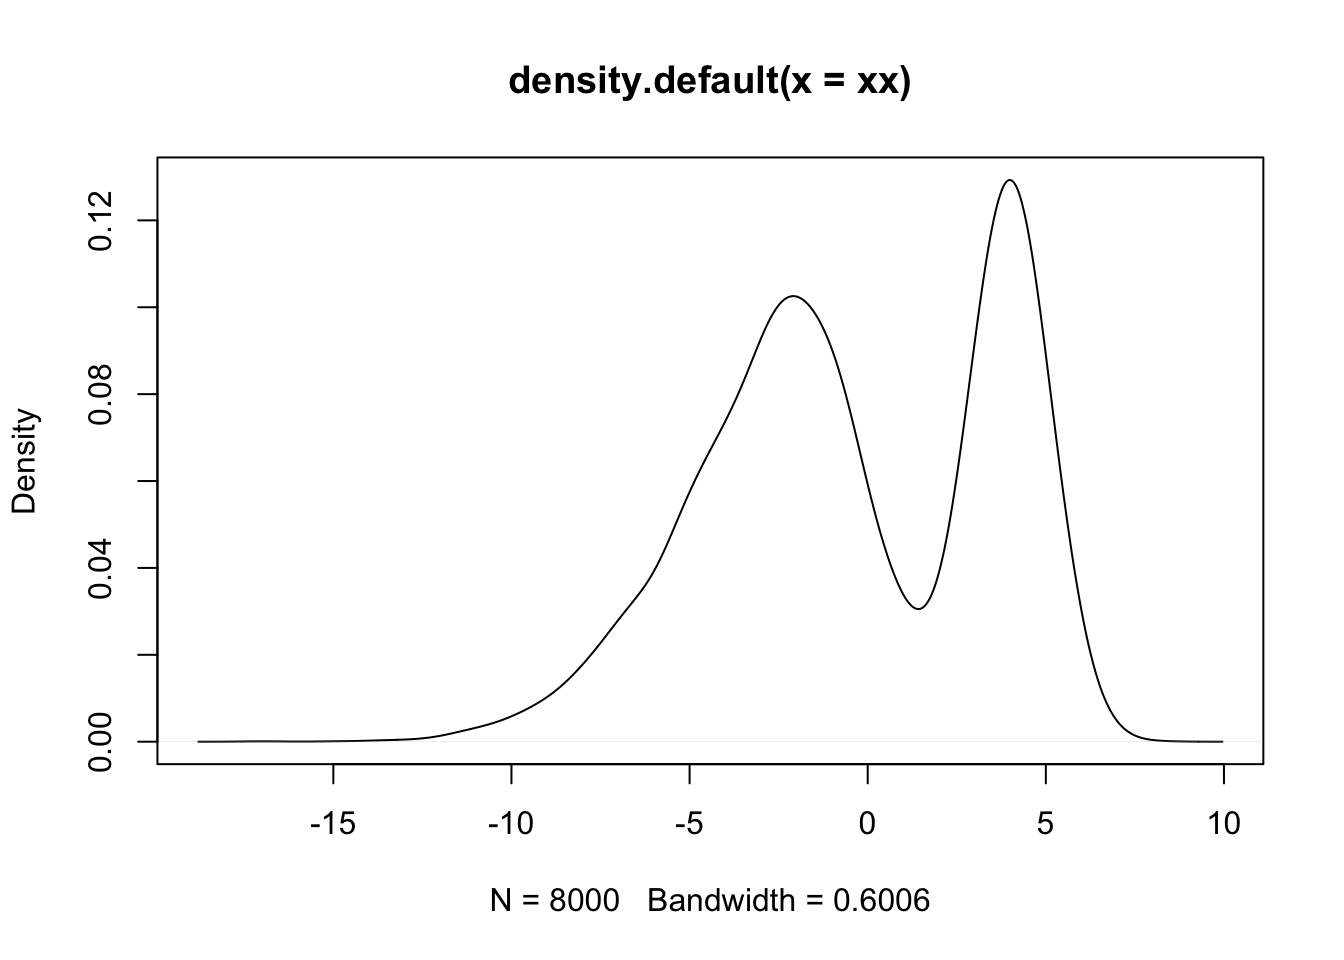 density.default(x = xx)
Density
0.12
0.08
0.04
0.00
-15 -10 -5 0 5 10
N = 8000 Bandwidth = 0.6006